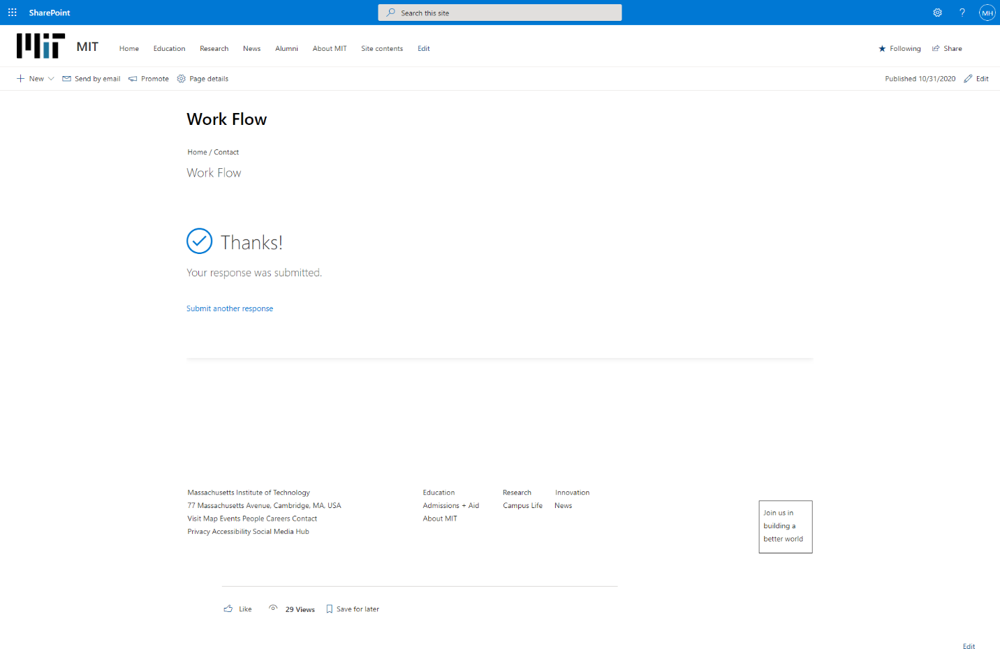 SharePoint
Search this site
?
MH
MIT
MIT
Home
Education
Research
News
Alumni
About MIT
Site contents
Edit
Following
Share
New
Send by email
Promote
Page details
Published 10/31/2020
Edit
Work Flow
Home / Contact
Work Flow
Thanks!
Your response was submitted.
Submit another response
Massachusetts Institute of Technology
77 Massachusetts Avenue, Cambridge, MA, USA
Visit Map Events People Careers Contact
Privacy Accessibility Social Media Hub
Education
Research
Innovation
Admissions + Aid
Campus Life
News
About MIT
Join us in
building a
better world
Like
29 Views
Save for later
Edit